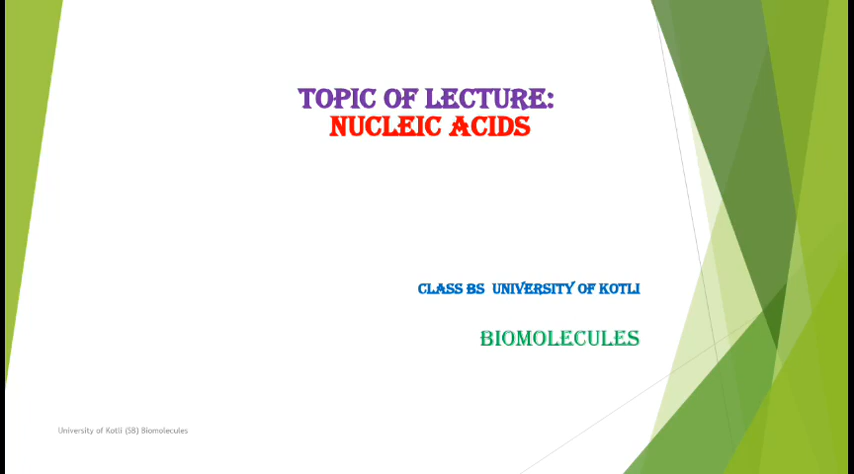 TOPIC OF LECTURE:
NUCLEIC ACIDS
CLASS BS UNIVERSITY OF KOTLI
BIOMOLECULES
University of Kotli (SB) Biomolecules